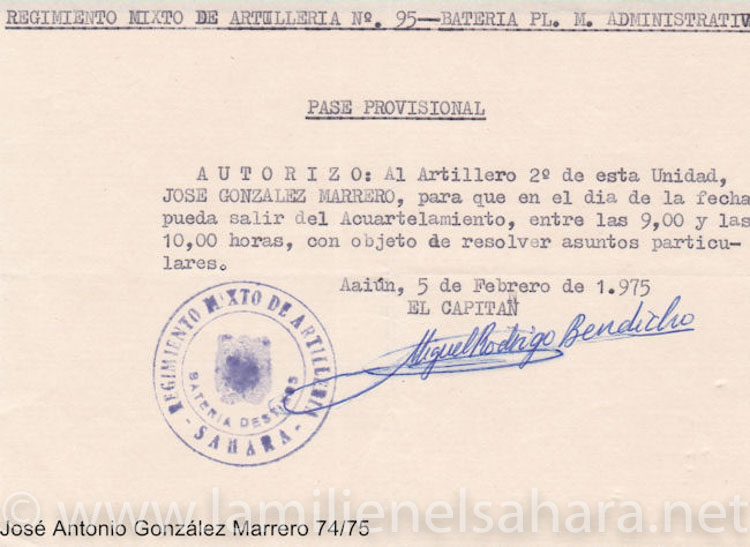 REGIMIENTO MIXTO DE ARTILLERIA Nº. 95—BATERIA PL. M. ADMINISTRATIV
PASE PROVISIONAL
A U T O R I Z O: Al Artillero 2º de esta Unidad,
JOSE GONZALEZ MARRERO, para que en el dia de la fecha
pueda salir del Acuartelamiento, entre las 9,00 y las
10,00 horas, con objeto de resolver asuntos particu-
lares.
Aaiún, 5 de Febrero de 1.975
EL CAPITAN
Miguel Rodrigo Bendicho
REGIMIENTO MIXTO DE ARTILLERIA
BATERIA DESTINOS
- SAHARA -
© www.lamilienelsahara.net
José Antonio González Marrero 74/75